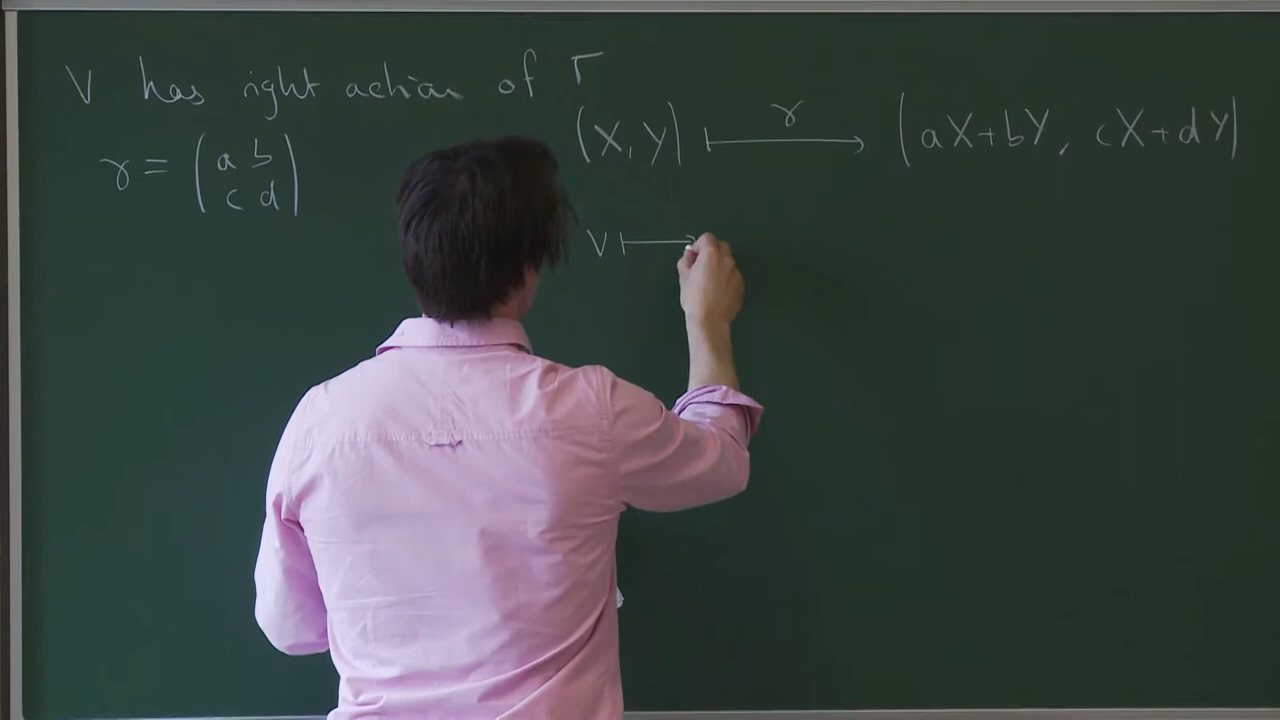 V has right action of Γ
(X,Y) ⟼ γ (aX+bY, cX+dY)
γ = (a b
c d)
V ⟼